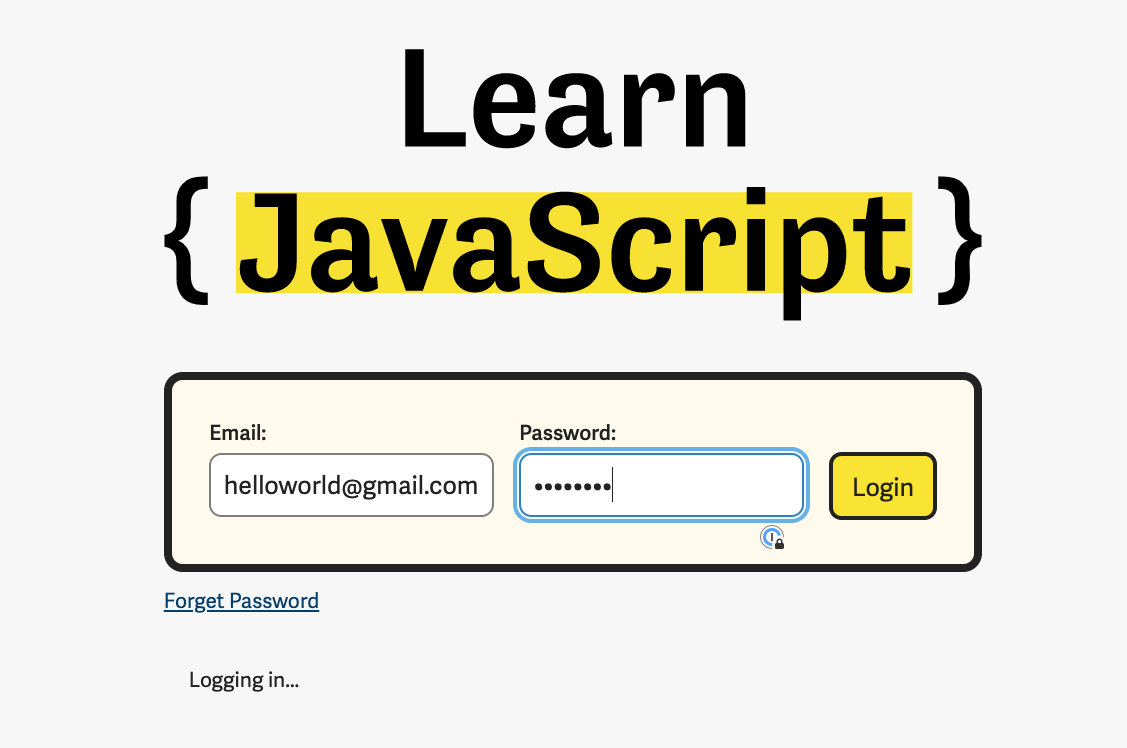 Learn
{ JavaScript }
Email: Password:
helloworld@gmail.com •••••••• Login
Forget Password
Logging in...